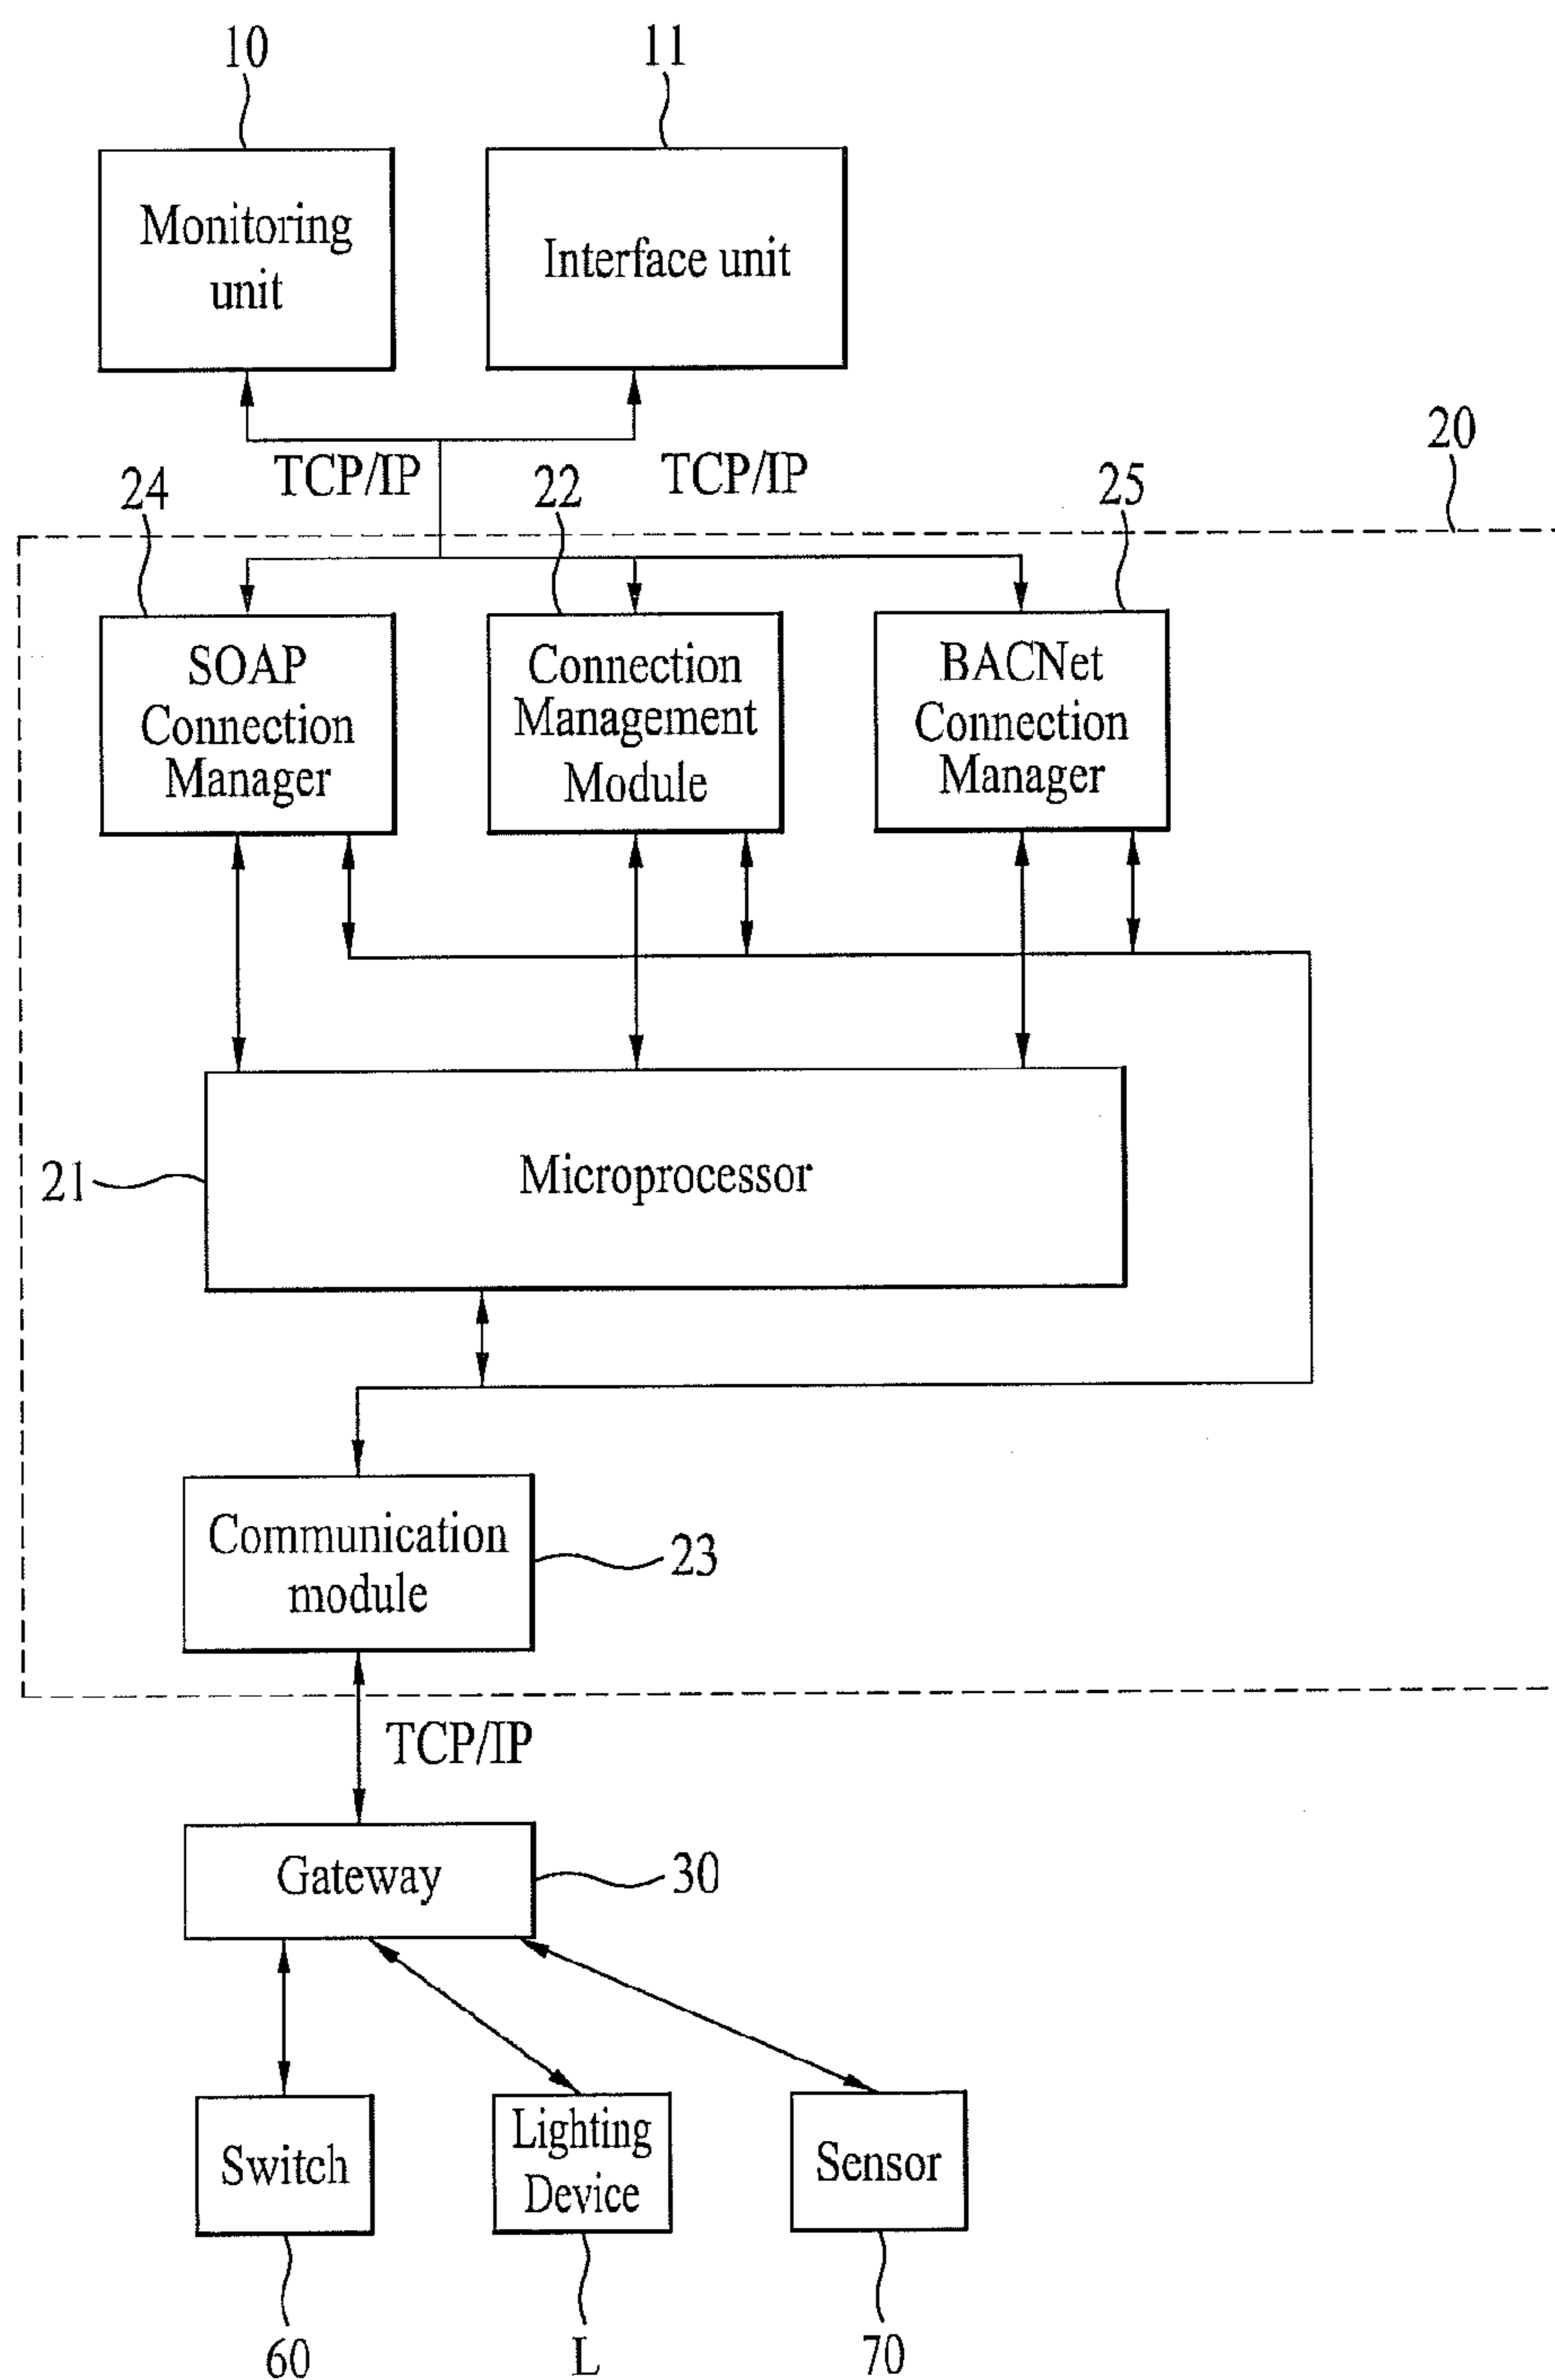 10
11
Monitoring
unit
Interface unit
TCP/IP
TCP/IP
20
24
22
25
SOAP
Connection
Manager
Connection
Management
Module
BACNet
Connection
Manager
21
Microprocessor
Communication
module
23
TCP/IP
Gateway
30
Switch
Lighting
Device
Sensor
60
L
70